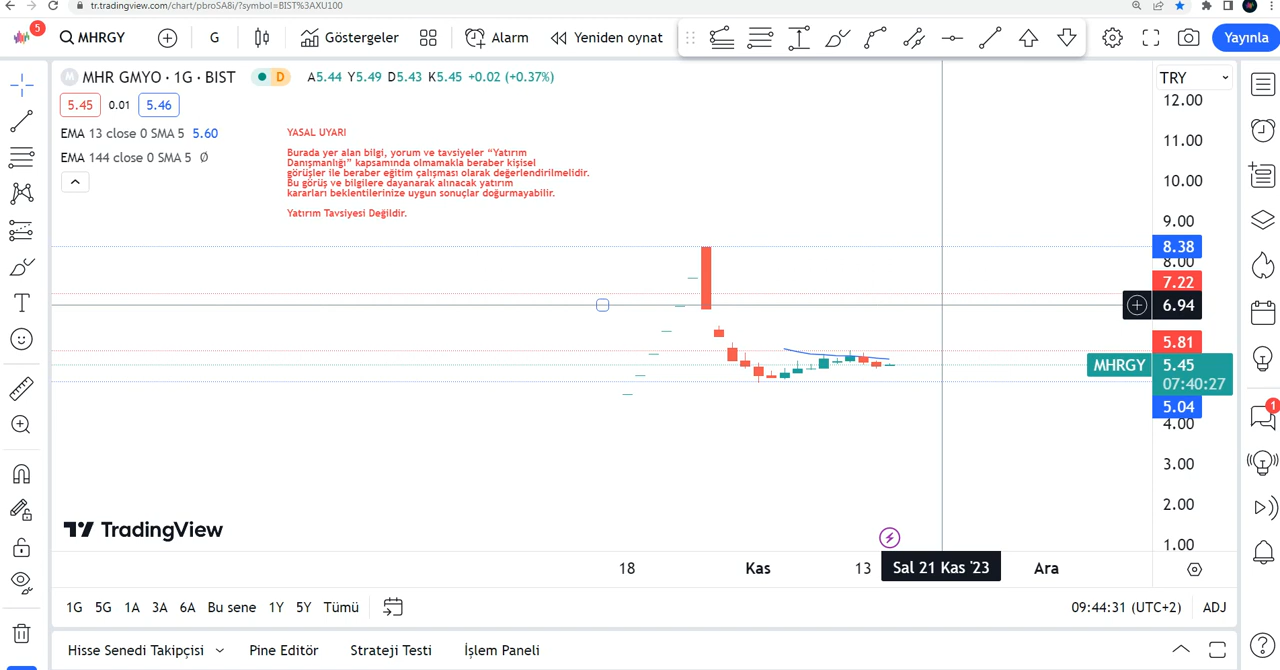 tr.tradingview.com/chart/pbroSA8i/?symbol=BIST%3AXU100
5
MHRGY
G
Göstergeler
Alarm
Yeniden oynat
Yayınla
M
MHR GMYO · 1G · BIST
D
A5.44 Y5.49 D5.43 K5.45 +0.02 (+0.37%)
TRY
5.45
0.01
5.46
EMA 13 close 0 SMA 5 5.60
EMA 144 close 0 SMA 5 Ø
YASAL UYARI
Burada yer alan bilgi, yorum ve tavsiyeler “Yatırım
Danışmanlığı” kapsamında olmamakla beraber kişisel
görüşler ile beraber eğitim çalışması olarak değerlendirilmelidir.
Bu görüş ve bilgilere dayanarak alınacak yatırım
kararları beklentilerinize uygun sonuçlar doğurmayabilir.
Yatırım Tavsiyesi Değildir.
12.00
11.00
10.00
9.00
8.38
8.00
7.22
6.94
5.81
MHRGY
5.45
07:40:27
5.04
4.00
3.00
2.00
1.00
1
TradingView
18
Kas
13
Sal 21 Kas '23
Ara
1G
5G
1A
3A
6A
Bu sene
1Y
5Y
Tümü
09:44:31 (UTC+2)
ADJ
Hisse Senedi Takipçisi
Pine Editör
Strateji Testi
İşlem Paneli